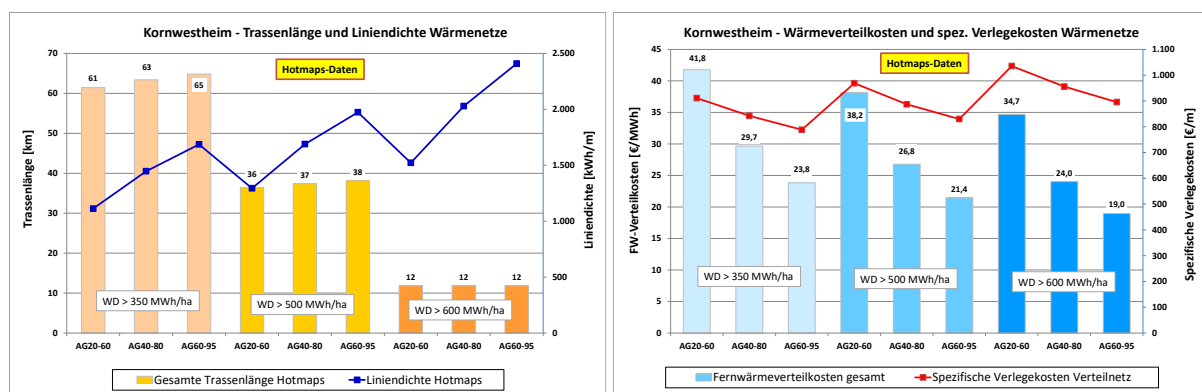 Kornwestheim - Trassenlänge und Liniendichte Wärmenetze
Hotmaps-Daten
Trassenlänge [km]
70
60
50
40
30
20
10
0
61
63
65
36
37
38
12
12
12
WD > 350 MWh/ha
WD > 500 MWh/ha
WD > 600 MWh/ha
2.500
2.000
1.500
1.000
500
0
Liniendichte [kWh/m]
AG20-60
AG40-80
AG60-95
AG20-60
AG40-80
AG60-95
AG20-60
AG40-80
AG60-95
Gesamte Trassenlänge Hotmaps
Liniendichte Hotmaps
Kornwestheim - Wärmeverteilkosten und spez. Verlegekosten Wärmenetze
Hotmaps-Daten
FW-Verteilkosten [€/MWh]
45
40
35
30
25
20
15
10
5
0
41,8
29,7
23,8
38,2
26,8
21,4
34,7
24,0
19,0
WD > 350 MWh/ha
WD > 500 MWh/ha
WD > 600 MWh/ha
1.100
1.000
900
800
700
600
500
400
300
200
100
0
Spezifische Verlegekosten [€/m]
AG20-60
AG40-80
AG60-95
AG20-60
AG40-80
AG60-95
AG20-60
AG40-80
AG60-95
Fernwärmeverteilkosten gesamt
Spezifische Verlegekosten Verteilnetz